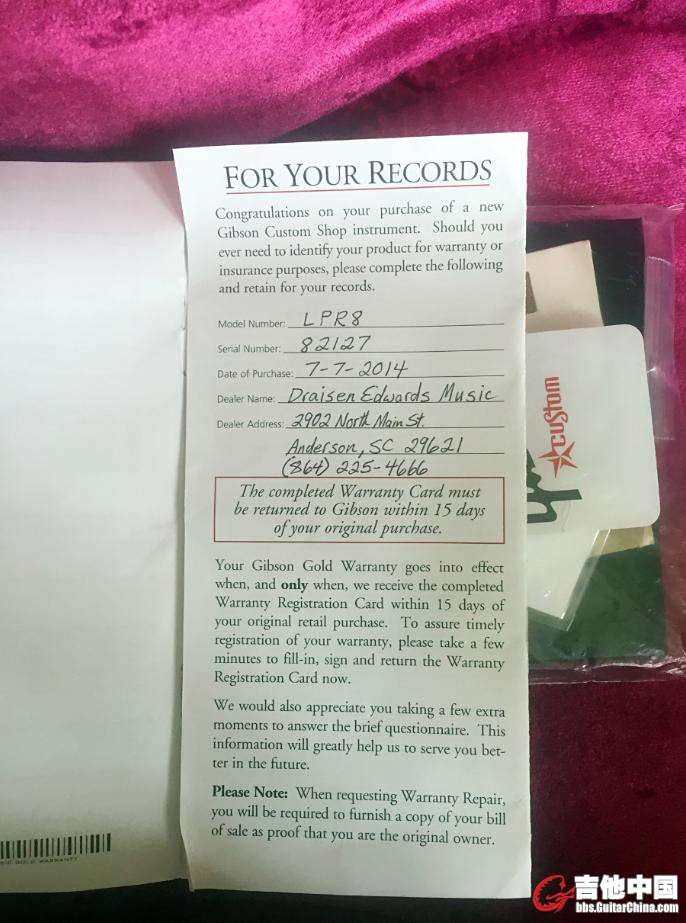 FOR YOUR RECORDS
Congratulations on your purchase of a new
Gibson Custom Shop instrument. Should you
ever need to identify your product for warranty or
insurance purposes, please complete the following
and retain for your records.
Model Number: LPR8
Serial Number: 82127
Date of Purchase: 7-7-2014
Dealer Name: Draisen Edwards Music
Dealer Address: 2902 North Main St.
Anderson, SC 29621
(864) 225-4666
The completed Warranty Card must
be returned to Gibson within 15 days
of your original purchase.
Your Gibson Gold Warranty goes into effect
when, and only when, we receive the completed
Warranty Registration Card within 15 days of
your original retail purchase. To assure timely
registration of your warranty, please take a few
minutes to fill-in, sign and return the Warranty
Registration Card now.
We would also appreciate you taking a few extra
moments to answer the brief questionnaire. This
information will greatly help us to serve you bet-
ter in the future.
Please Note: When requesting Warranty Repair,
you will be required to furnish a copy of your bill
of sale as proof that you are the original owner.
custom
GOLD WARRANTY
吉他中国
bbs.GuitarChina.com